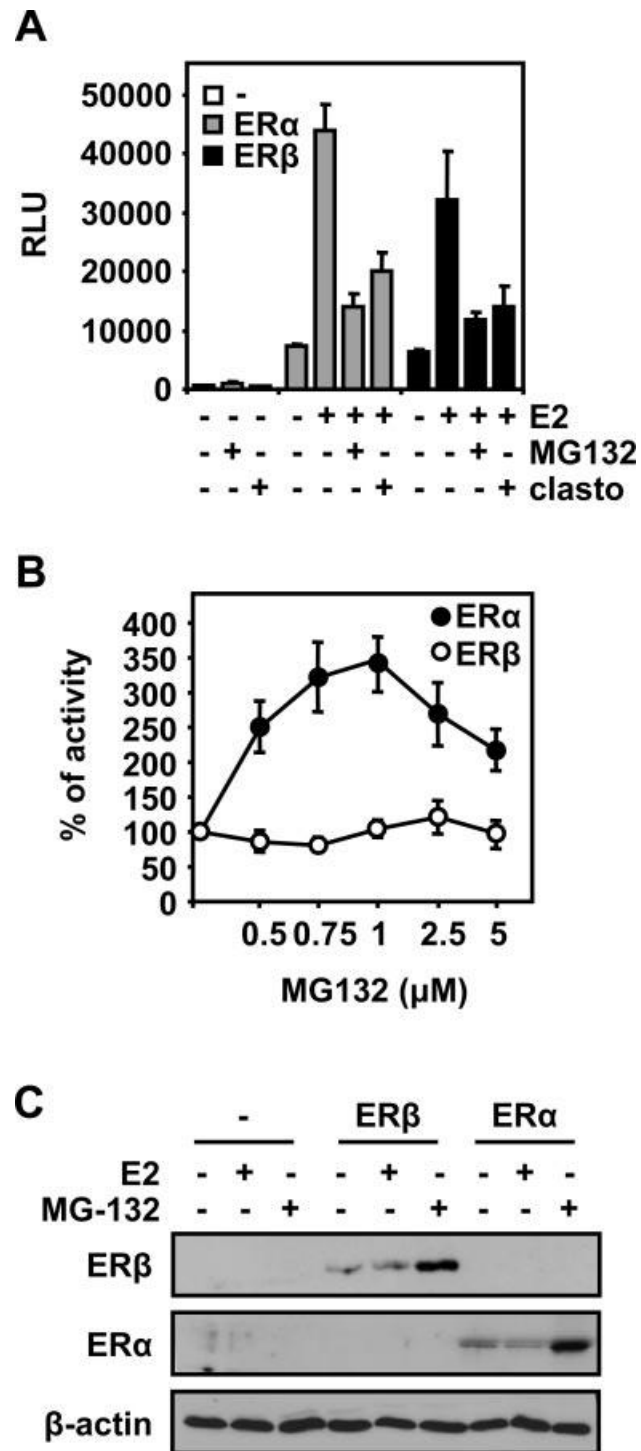 A
50000
40000
30000
20000
10000
0
RLU
-
ERα
ERβ
- - - - + + + - + + + E2
- + - - - + - - - + - MG132
- - + - - - + - - - + clasto
B
400
350
300
250
200
150
100
50
0
% of activity
ERα
ERβ
0.5 0.75 1 2.5 5
MG132 (µM)
C
- ERβ ERα
E2 - + - - + - - + -
MG-132 - - + - - + - - +
ERβ
ERα
β-actin